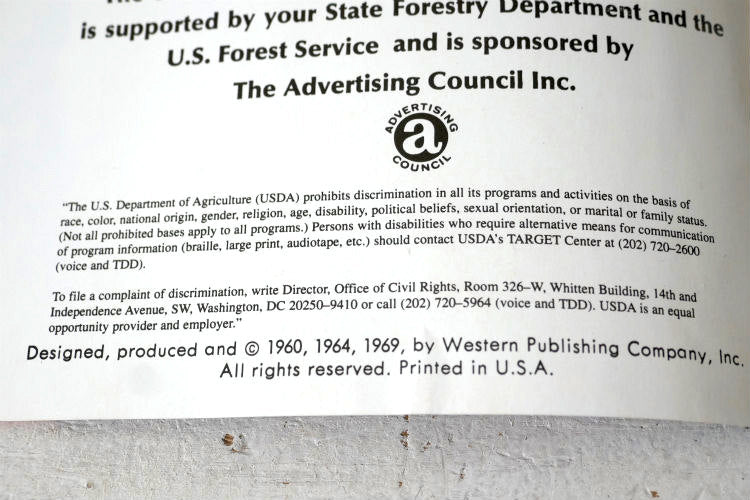 is supported by your State Forestry Department and the
U.S. Forest Service and is sponsored by
The Advertising Council Inc.
ADVERTISING
a
COUNCIL
"The U.S. Department of Agriculture (USDA) prohibits discrimination in all its programs and activities on the basis of
race, color, national origin, gender, religion, age, disability, political beliefs, sexual orientation, or marital or family status.
(Not all prohibited bases apply to all programs.) Persons with disabilities who require alternative means for communication
of program information (braille, large print, audiotape, etc.) should contact USDA's TARGET Center at (202) 720–2600
(voice and TDD).
To file a complaint of discrimination, write Director, Office of Civil Rights, Room 326–W, Whitten Building, 14th and
Independence Avenue, SW, Washington, DC 20250–9410 or call (202) 720–5964 (voice and TDD). USDA is an equal
opportunity provider and employer."
Designed, produced and © 1960, 1964, 1969, by Western Publishing Company, Inc.
All rights reserved. Printed in U.S.A.